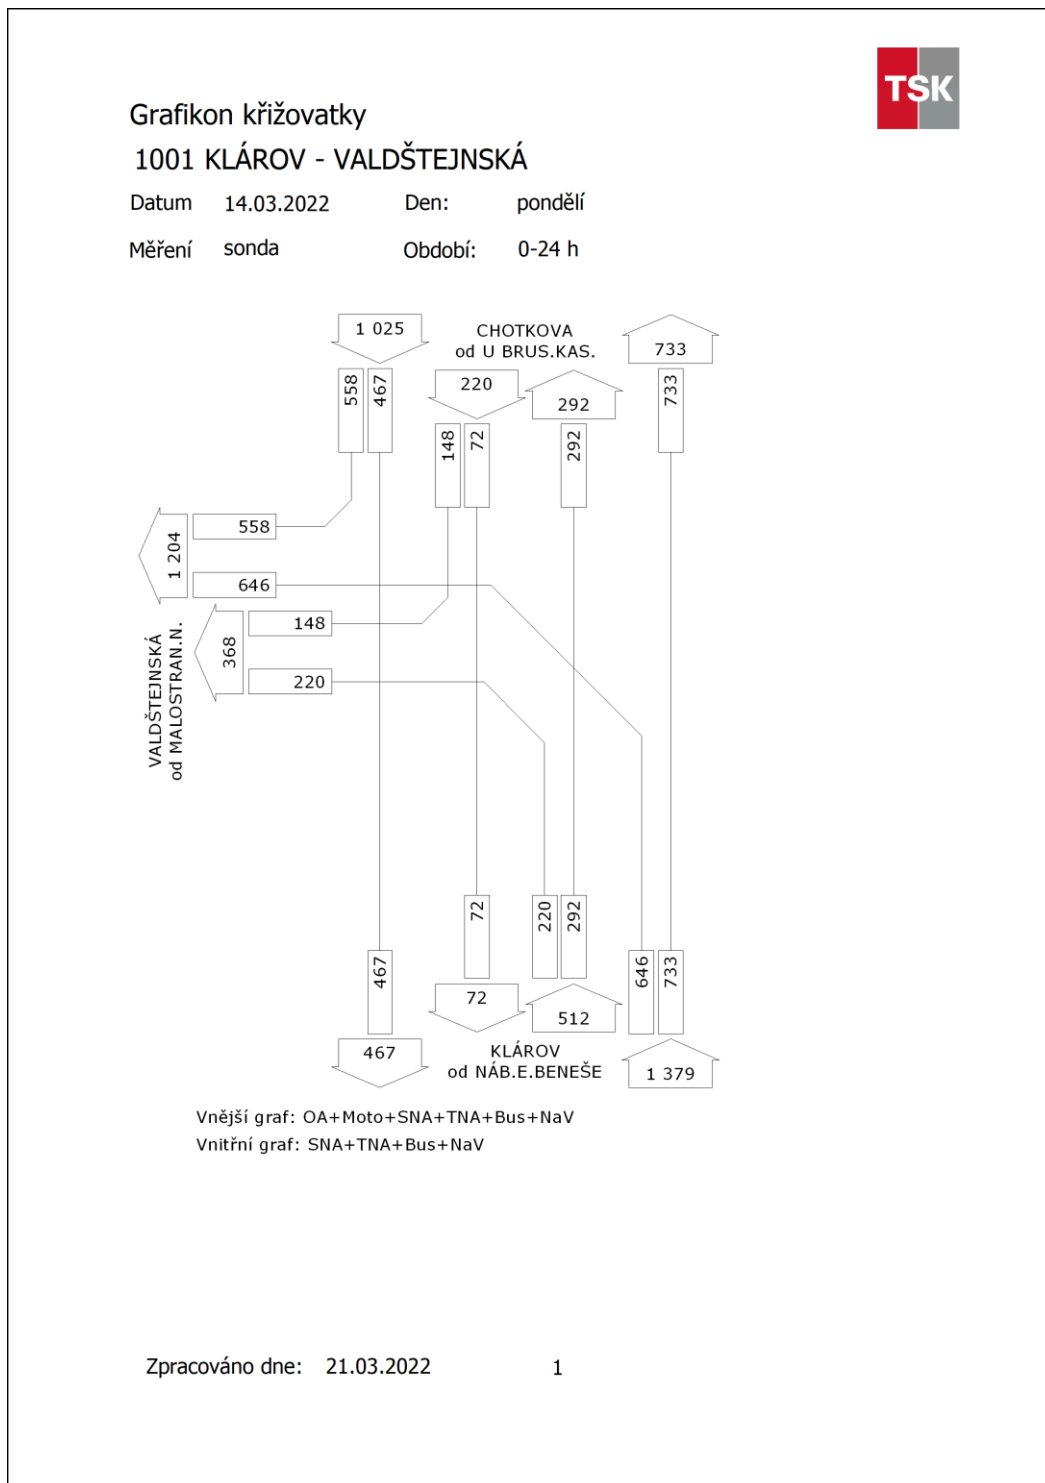 TSK
Grafikon křižovatky
1001 KLÁROV - VALDŠTEJNSKÁ
Datum 14.03.2022 Den: pondělí
Měření sonda Období: 0-24 h
1 025
CHOTKOVA
od U BRUS.KAS.
733
220
292
558
467
148
72
292
733
558
1 204
646
148
368
220
VALDŠTEJNSKÁ
od MALOSTRAN.N.
72
220
292
467
646
733
72
512
467
KLÁROV
od NÁB.E.BENEŠE
1 379
Vnější graf: OA+Moto+SNA+TNA+Bus+NaV
Vnitřní graf: SNA+TNA+Bus+NaV
Zpracováno dne: 21.03.2022 1